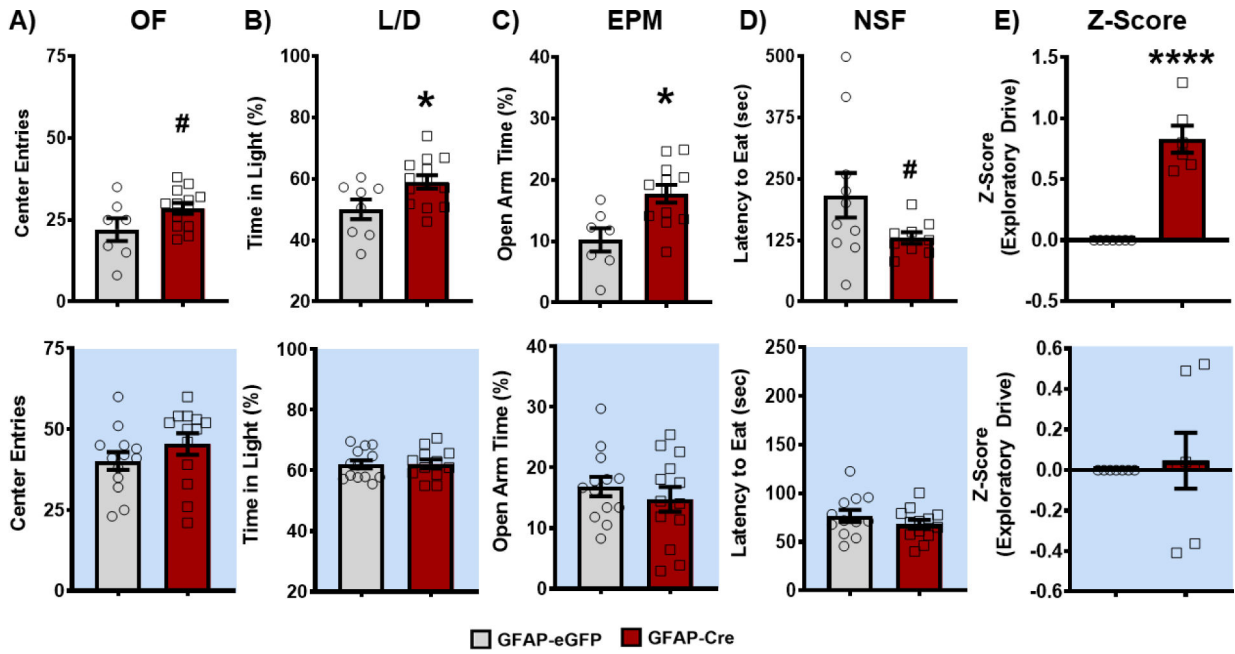 A) OF
B) L/D
C) EPM
D) NSF
E) Z-Score
Center Entries
75
50
25
0
#
Time in Light (%)
100
80
60
40
20
*
Open Arm Time (%)
40
30
20
10
0
*
Latency to Eat (sec)
500
375
250
125
0
#
Z-Score
(Exploratory Drive)
1.5
1.0
0.5
0.0
-0.5
****
Center Entries
75
50
25
0
Time in Light (%)
100
80
60
40
20
Open Arm Time (%)
40
30
20
10
0
Latency to Eat (sec)
250
200
150
100
50
0
Z-Score
(Exploratory Drive)
0.6
0.4
0.2
0.0
-0.2
-0.4
-0.6
GFAP-eGFP
GFAP-Cre